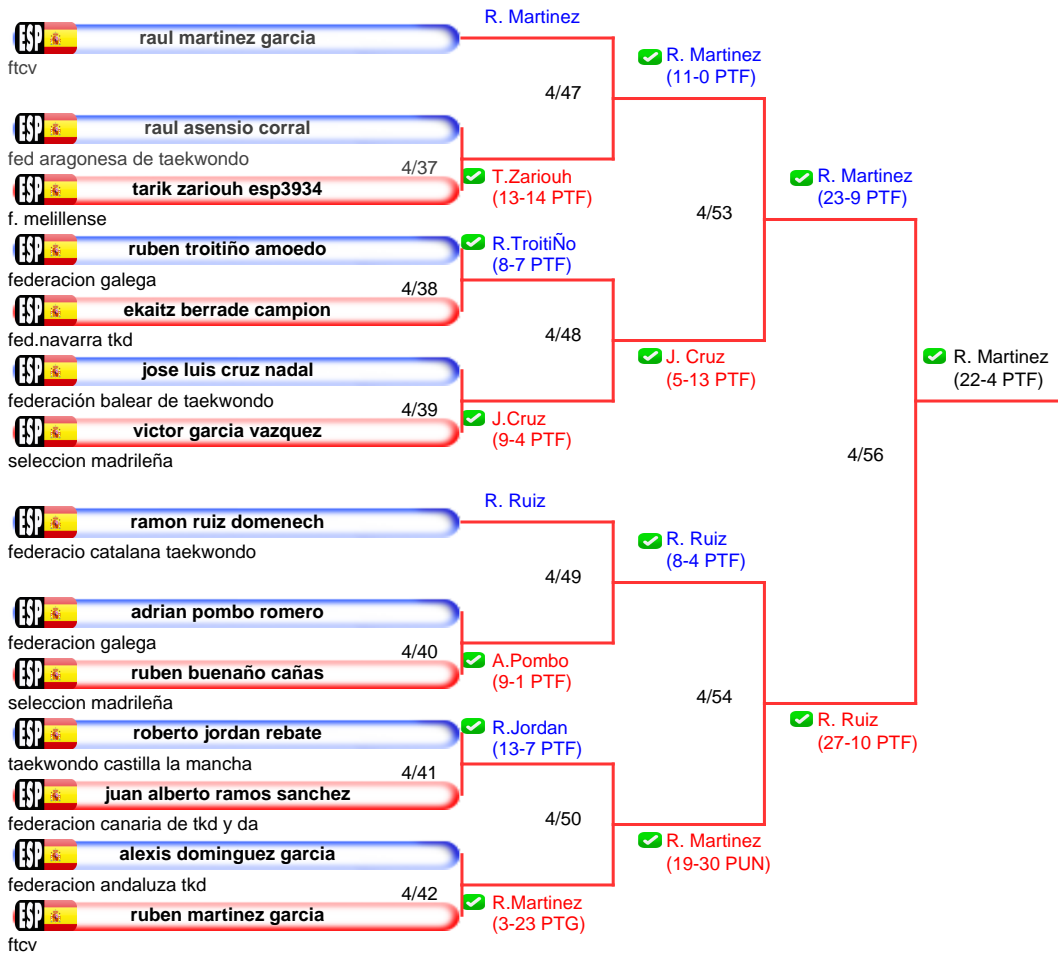 R. Martinez
ESP raul martinez garcia
ftcv
R. Martinez
(11-0 PTF)
4/47
ESP raul asensio corral
fed aragonesa de taekwondo
4/37
T.Zariouh
(13-14 PTF)
ESP tarik zariouh esp3934
f. melillense
R. Martinez
(23-9 PTF)
4/53
ESP ruben troitiño amoedo
federacion galega
R.TroitiÑo
(8-7 PTF)
4/38
ESP ekaitz berrade campion
fed.navarra tkd
4/48
J. Cruz
(5-13 PTF)
ESP jose luis cruz nadal
federación balear de taekwondo
4/39
J.Cruz
(9-4 PTF)
ESP victor garcia vazquez
seleccion madrileña
R. Martinez
(22-4 PTF)
4/56
R. Ruiz
ESP ramon ruiz domenech
federacio catalana taekwondo
R. Ruiz
(8-4 PTF)
4/49
ESP adrian pombo romero
federacion galega
4/40
A.Pombo
(9-1 PTF)
ESP ruben buenaño cañas
seleccion madrileña
4/54
R. Ruiz
(27-10 PTF)
ESP roberto jordan rebate
taekwondo castilla la mancha
R.Jordan
(13-7 PTF)
4/41
ESP juan alberto ramos sanchez
federacion canaria de tkd y da
4/50
R. Martinez
(19-30 PUN)
ESP alexis dominguez garcia
federacion andaluza tkd
4/42
R.Martinez
(3-23 PTG)
ESP ruben martinez garcia
ftcv